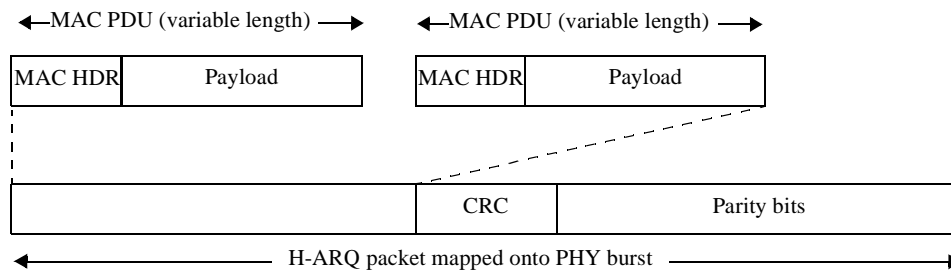 MAC PDU (variable length) MAC PDU (variable length)
MAC HDR Payload MAC HDR Payload
CRC Parity bits
H-ARQ packet mapped onto PHY burst